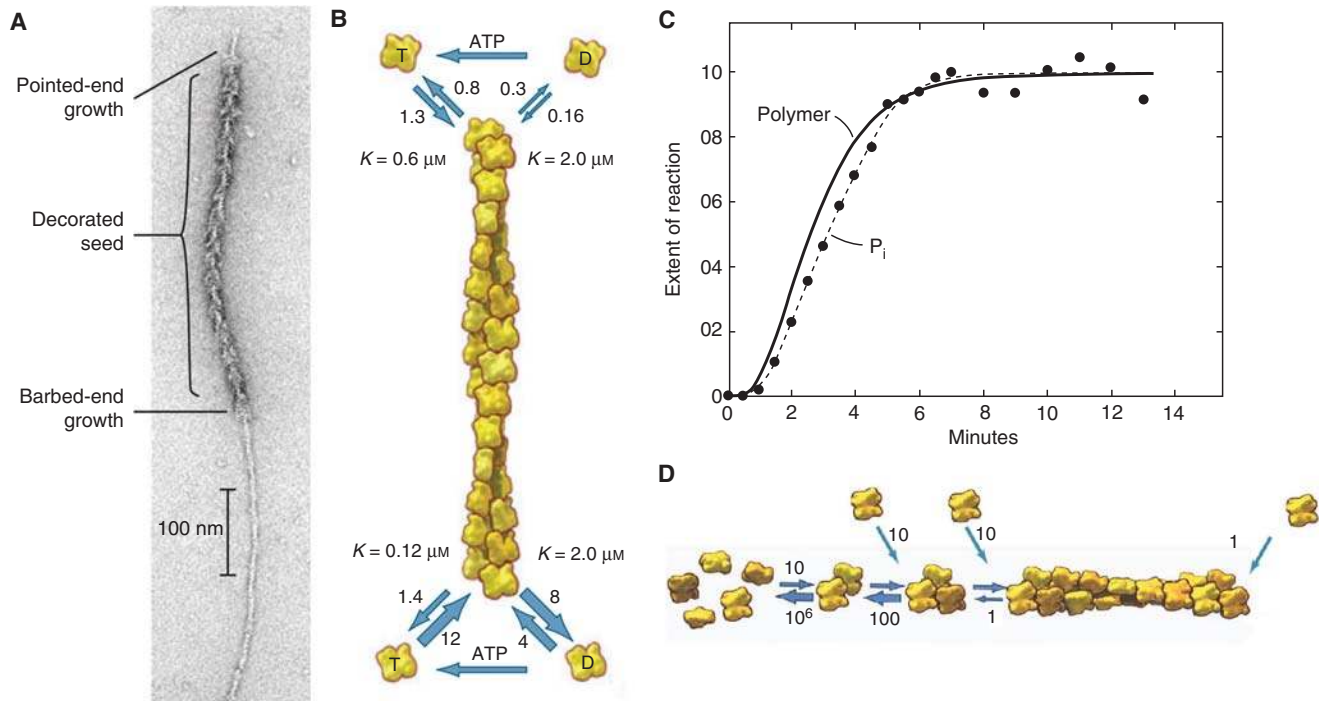 A
Pointed-end
growth
Decorated
seed
Barbed-end
growth
100 nm
B
T
ATP
D
0.8
0.3
1.3
0.16
K = 0.6 μM
K = 2.0 μM
K = 0.12 μM
K = 2.0 μM
1.4
8
12
4
T
ATP
D
C
Extent of reaction
10
08
06
04
02
0
Polymer
Pi
0
2
4
6
8
10
12
14
Minutes
D
10
10
1
10
10⁶
100
1